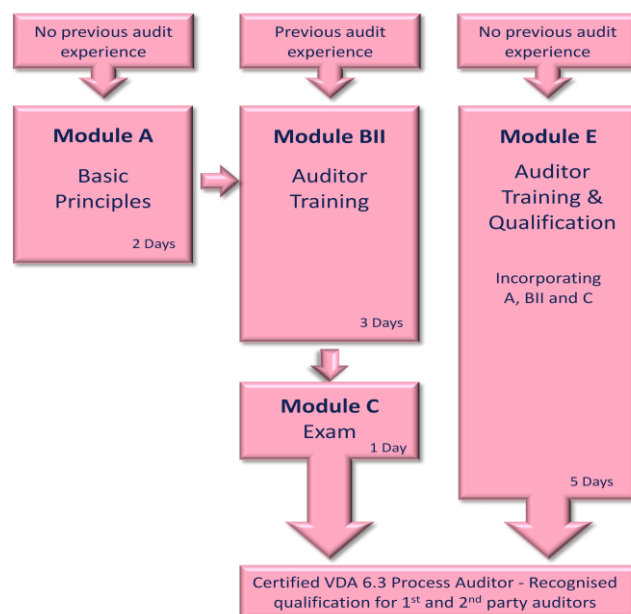 No previous audit
experience
Previous audit
experience
No previous audit
experience
Module A
Basic
Principles
2 Days
Module BII
Auditor
Training
3 Days
Module C
Exam
1 Day
Module E
Auditor
Training &
Qualification
Incorporating
A, BII and C
5 Days
Certified VDA 6.3 Process Auditor - Recognised
qualification for 1st and 2nd party auditors